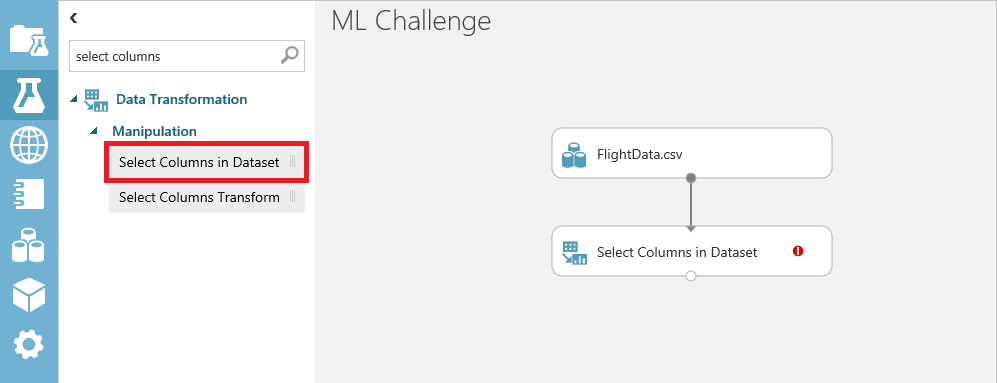 ML Challenge
select columns
Data Transformation
Manipulation
Select Columns in Dataset
Select Columns Transform
FlightData.csv
Select Columns in Dataset